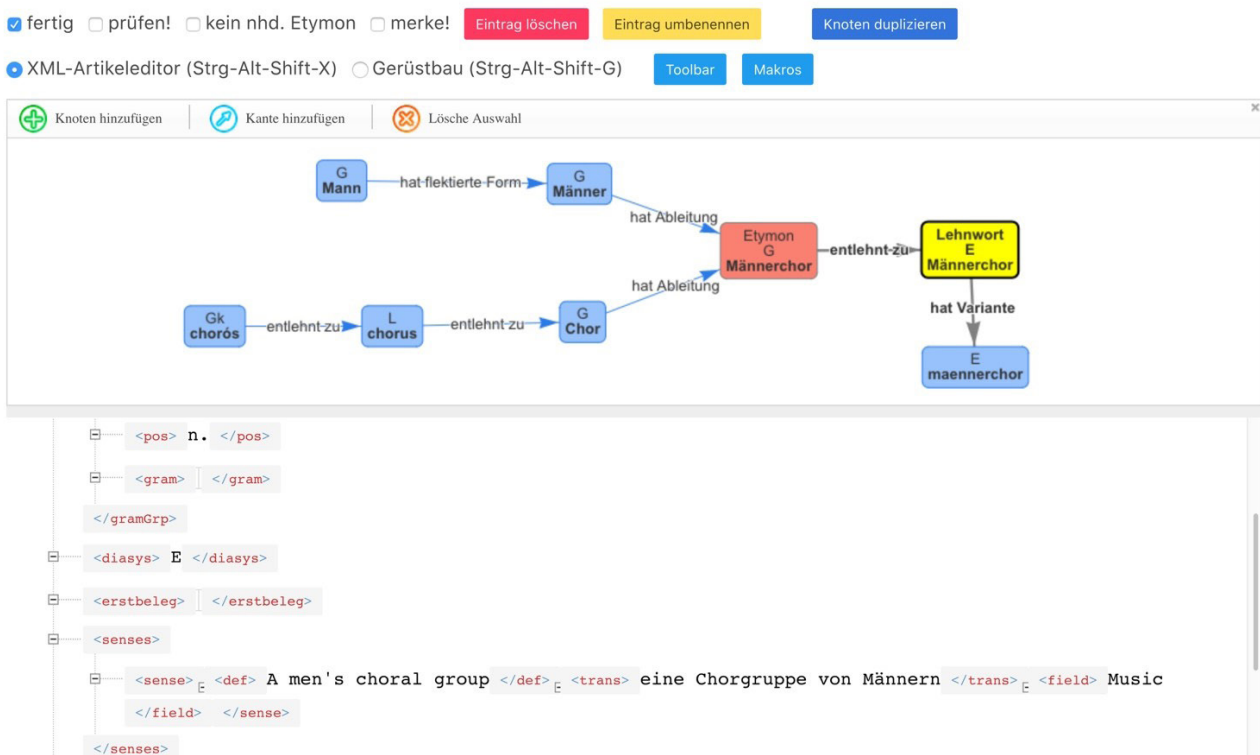 fertig prüfen! kein nhd. Etymon merke! Eintrag löschen Eintrag umbenennen Knoten duplizieren
XML-Artikeleditor (Strg-Alt-Shift-X) Gerüstbau (Strg-Alt-Shift-G) Toolbar Makros
Knoten hinzufügen Kante hinzufügen Lösche Auswahl
G
Mann
hat flektierte Form
G
Männer
hat Ableitung
Etymon
G
Männerchor
entlehnt zu
Lehnwort
E
Männerchor
hat Ableitung
hat Variante
Gk
chorós
entlehnt zu
L
chorus
entlehnt zu
G
Chor
E
maennerchor
<pos> n. </pos>
<gram> </gram>
</gramGrp>
<diasys> E </diasys>
<erstbeleg> </erstbeleg>
<senses>
<sense> <def> A men's choral group </def> <trans> eine Chorgruppe von Männern </trans> <field> Music
</field> </sense>
</senses>